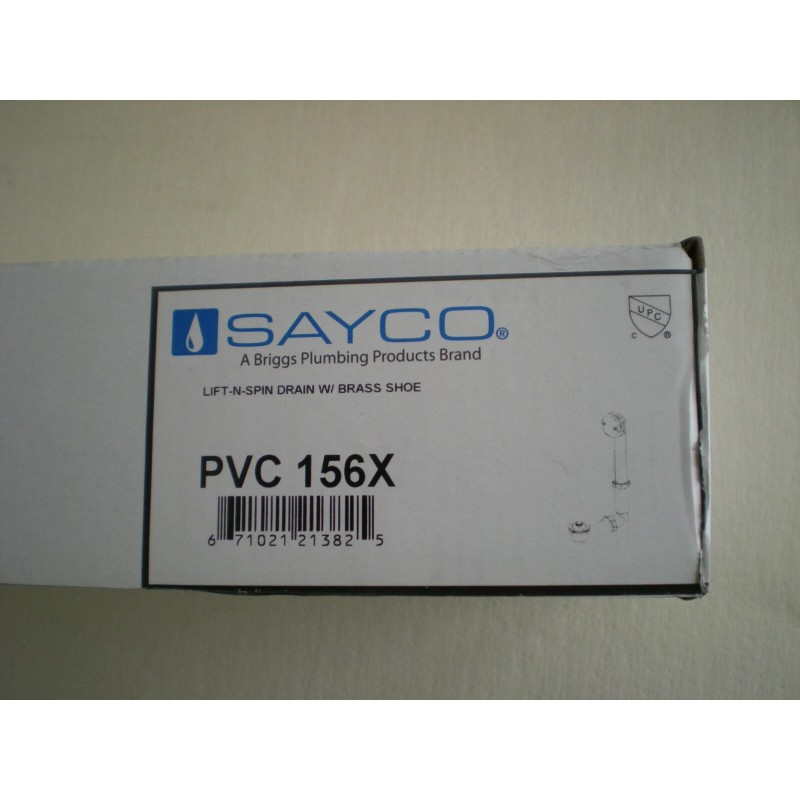 SAYCO®
UPC
C ®
A Briggs Plumbing Products Brand
LIFT-N-SPIN DRAIN W/ BRASS SHOE
PVC 156X
6 71021 21382 5